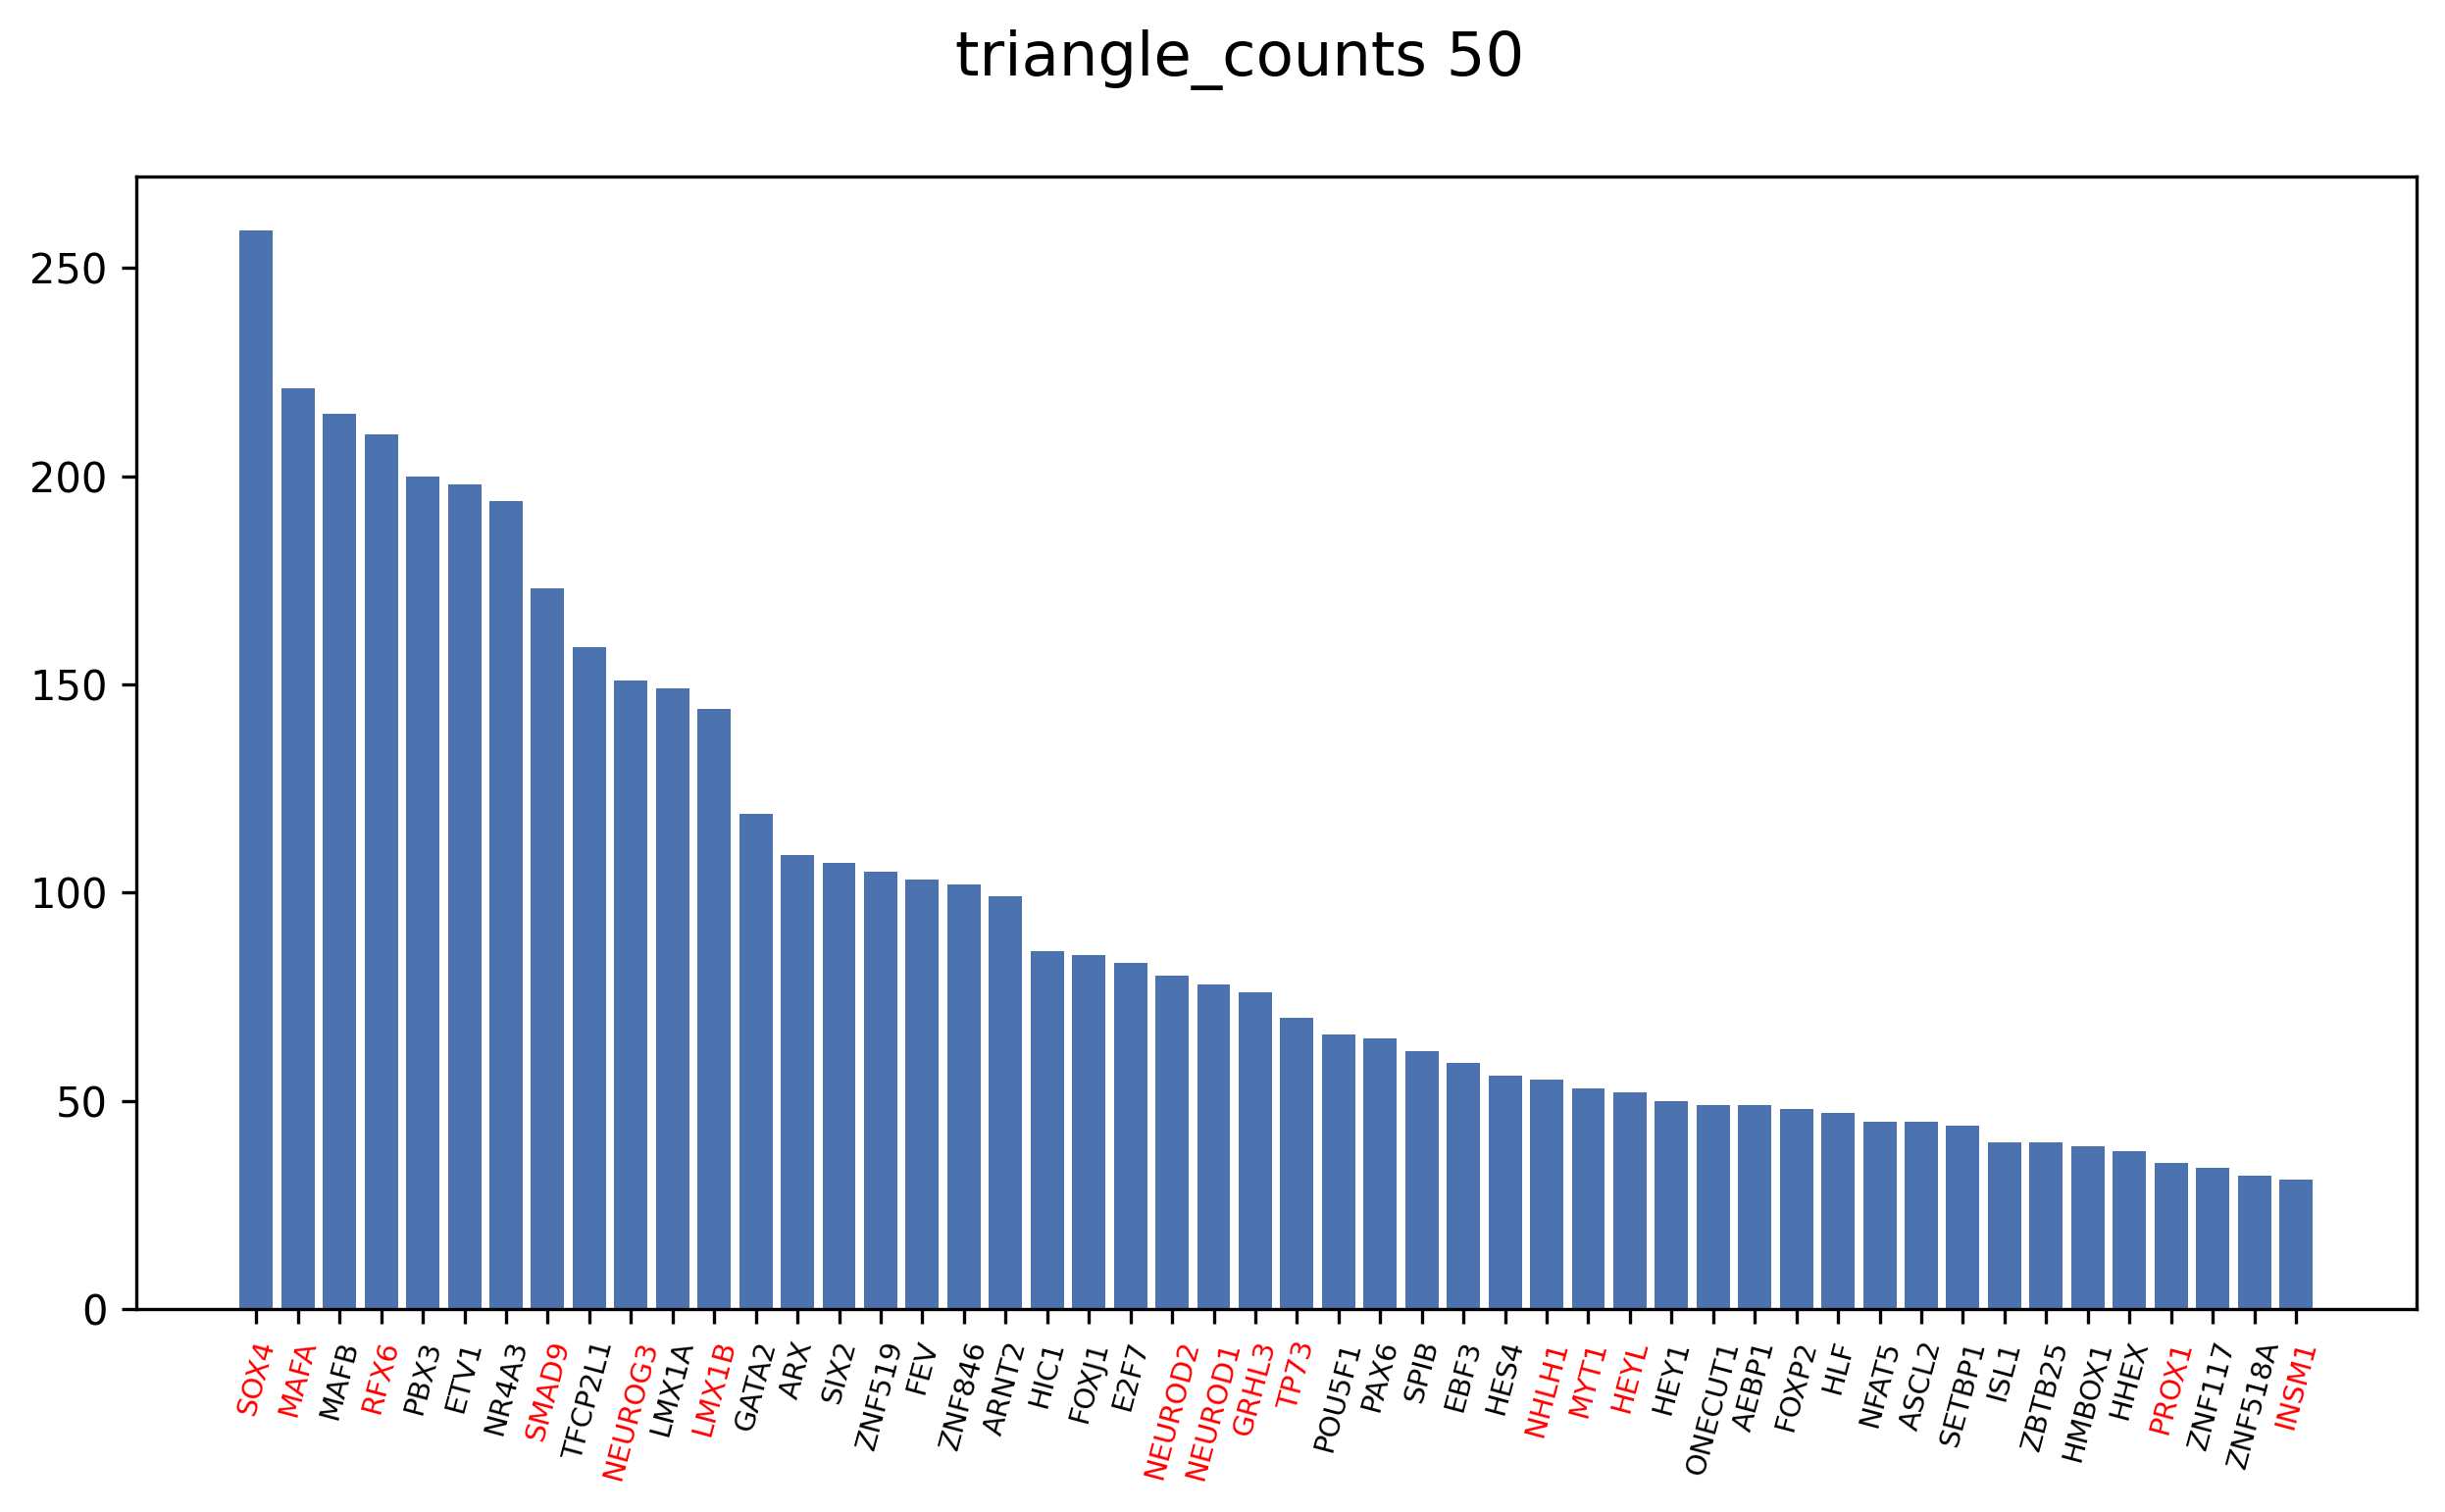 triangle_counts 50
250
200
150
100
50
0
SOX4
MAFA
MAFB
RFX6
PBX3
ETV1
NR4A3
SMAD9
TFCP2L1
NEUROG3
LMX1A
LMX1B
GATA2
ARX
SIX2
ZNF519
FEV
ZNF846
ARNT2
HIC1
FOXJ1
E2F7
NEUROD2
NEUROD1
GRHL3
TP73
POU5F1
PAX6
SPIB
EBF3
HES4
NHLH1
MYT1
HEYL
HEY1
ONECUT1
AEBP1
FOXP2
HLF
NFAT5
ASCL2
SETBP1
ISL1
ZBTB25
HMBOX1
HHEX
PROX1
ZNF117
ZNF518A
INSM1